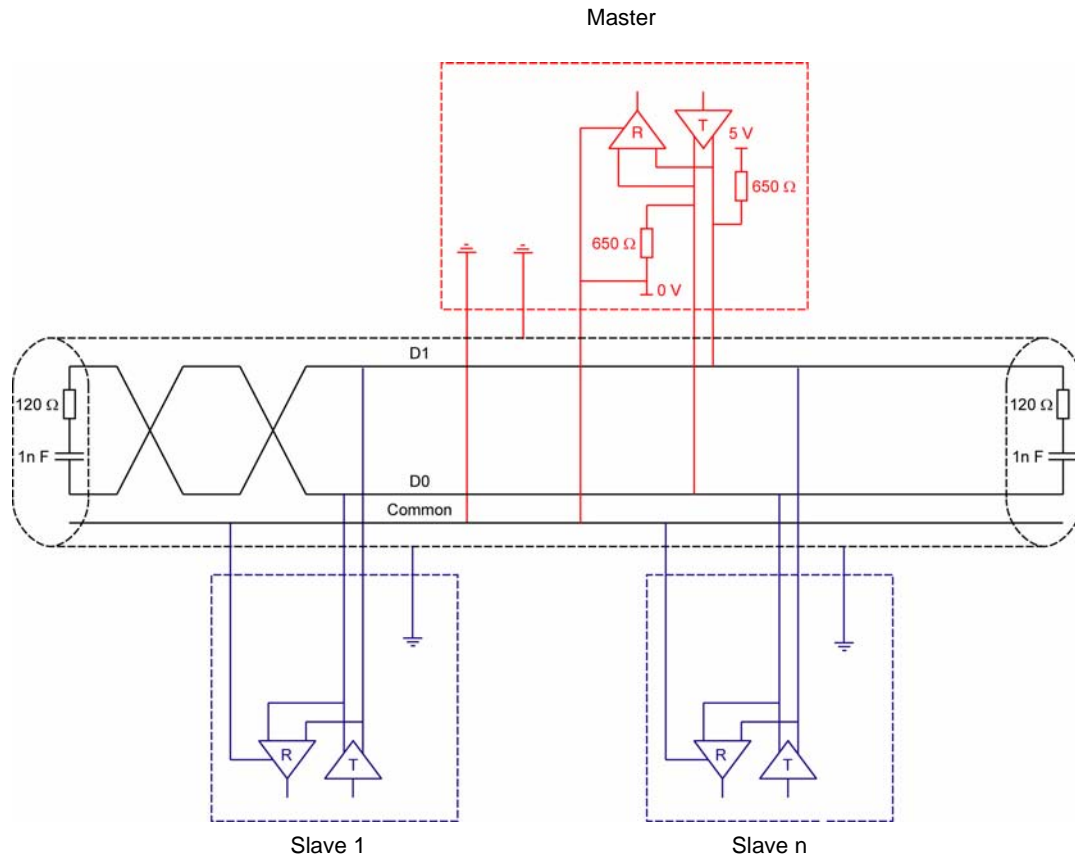 Master
R
T
5 V
650 Ω
650 Ω
0 V
D1
120 Ω
1n F
120 Ω
1n F
D0
Common
R
T
R
T
Slave 1
Slave n